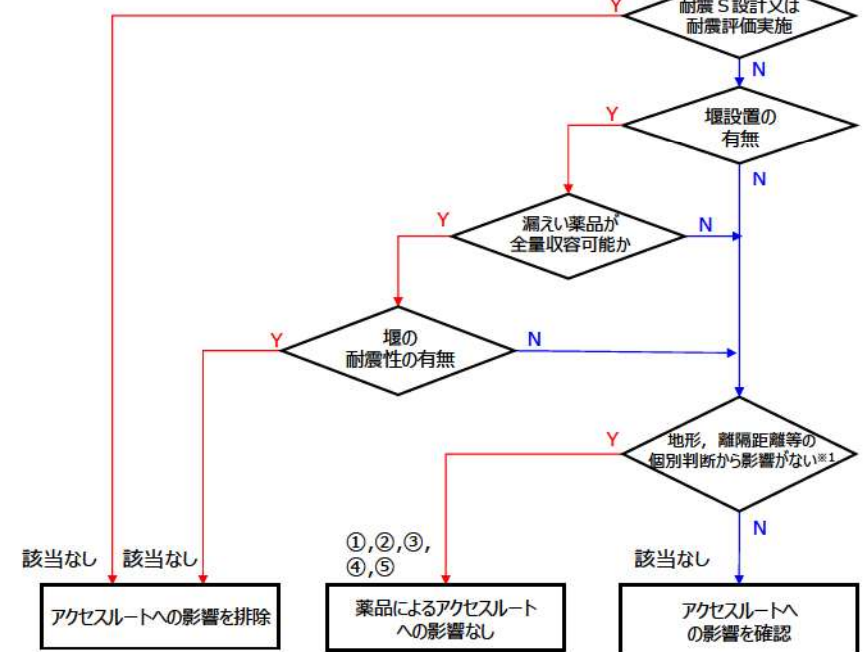 耐震S設計又は
耐震評価実施
Y
N
堰設置の
有無
Y
N
漏えい薬品が
全量収容可能か
Y
N
堰の
耐震性の有無
Y
N
地形，離隔距離等の
個別判断から影響がない※1
Y
N
①,②,③,
④,⑤
該当なし
該当なし
該当なし
アクセスルートへの影響を排除
薬品によるアクセスルート
への影響なし
アクセスルートへ
の影響を確認